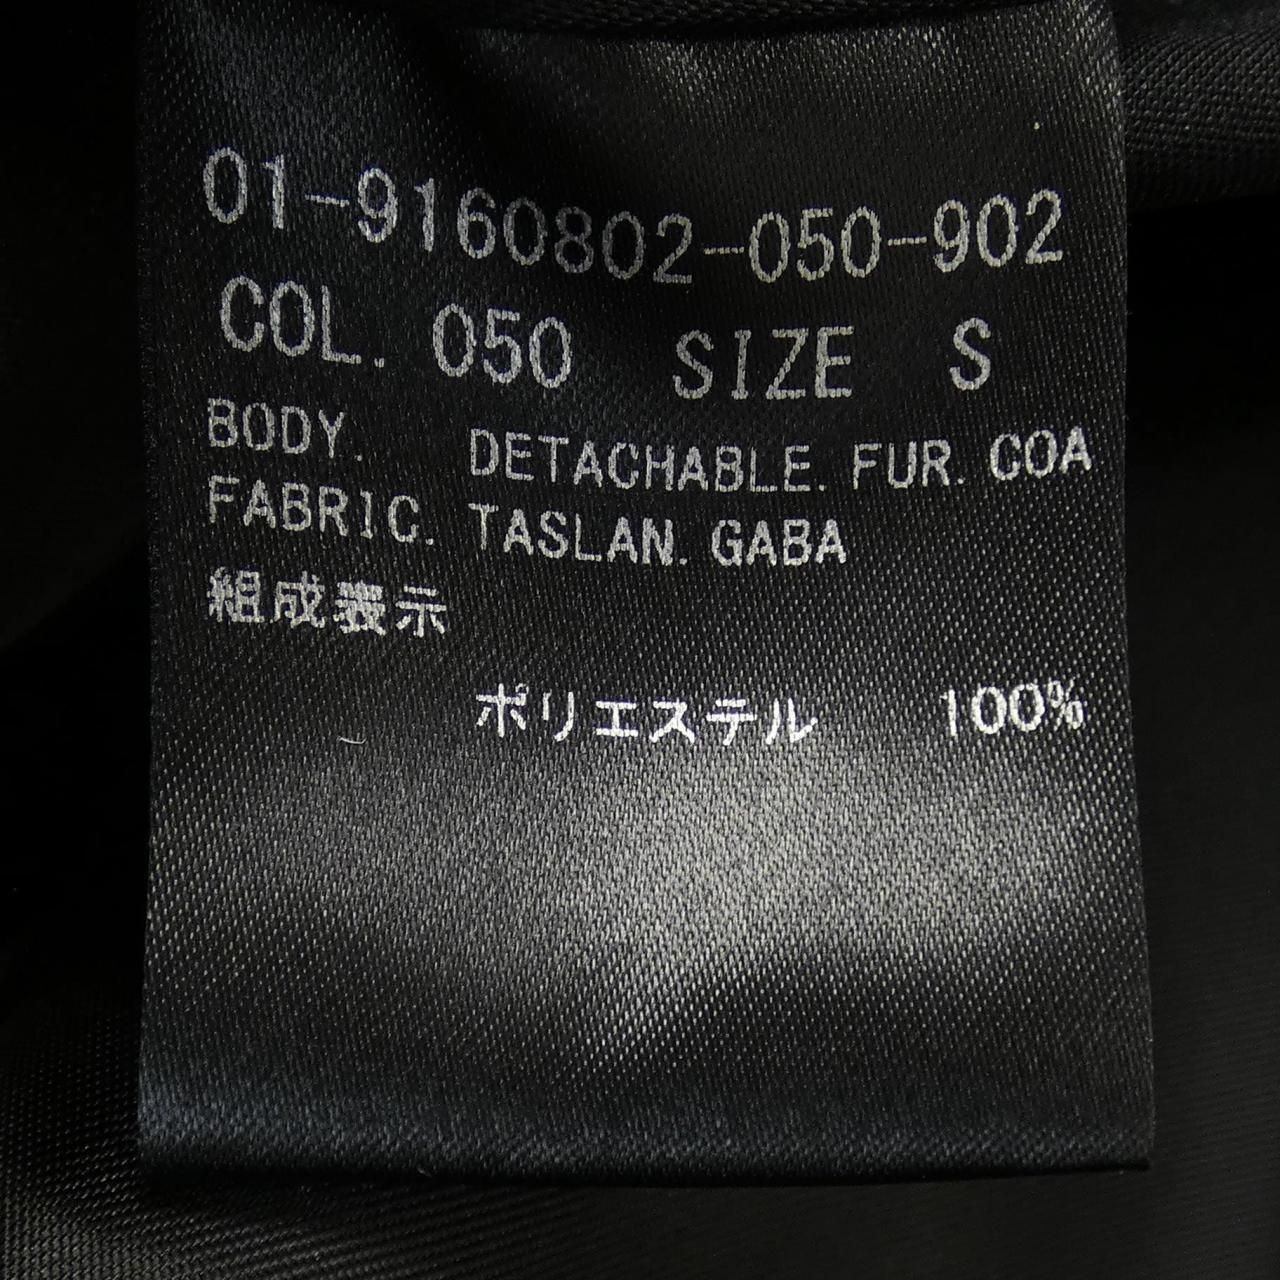 01-9160802-050-902
COL. 050 SIZE S
BODY. DETACHABLE. FUR. COA
FABRIC. TASLAN. GABA
組成表示
ポリエステル 100%